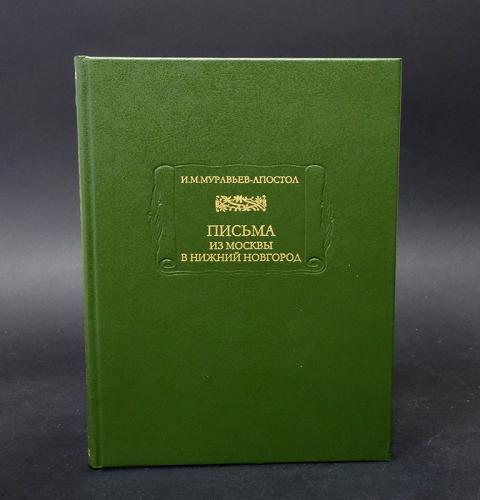 И.М.МУРАВЬЕВ-АПОСТОЛ
ПИСЬМА
ИЗ МОСКВЫ
В НИЖНИЙ НОВГОРОД